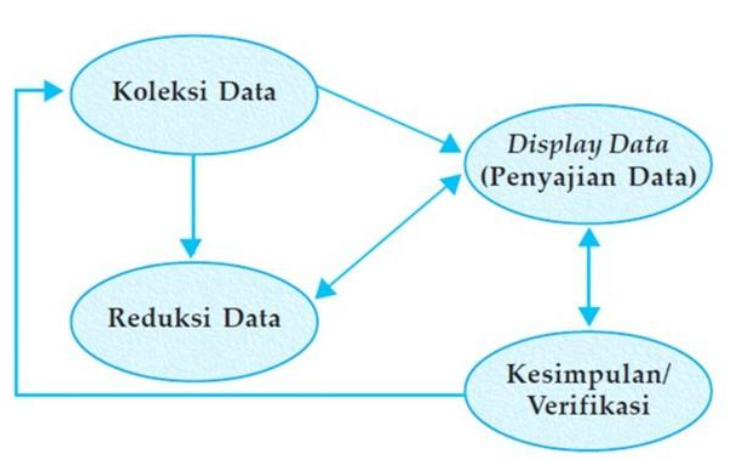 Koleksi Data
Display Data
(Penyajian Data)
Reduksi Data
Kesimpulan/
Verifikasi